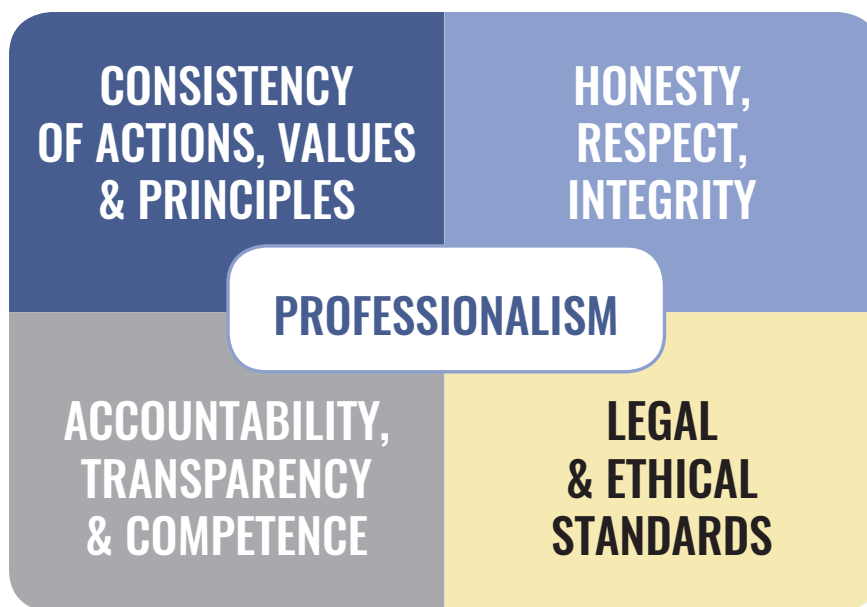 CONSISTENCY
OF ACTIONS, VALUES
& PRINCIPLES
HONESTY,
RESPECT,
INTEGRITY
PROFESSIONALISM
ACCOUNTABILITY,
TRANSPARENCY
& COMPETENCE
LEGAL
& ETHICAL
STANDARDS